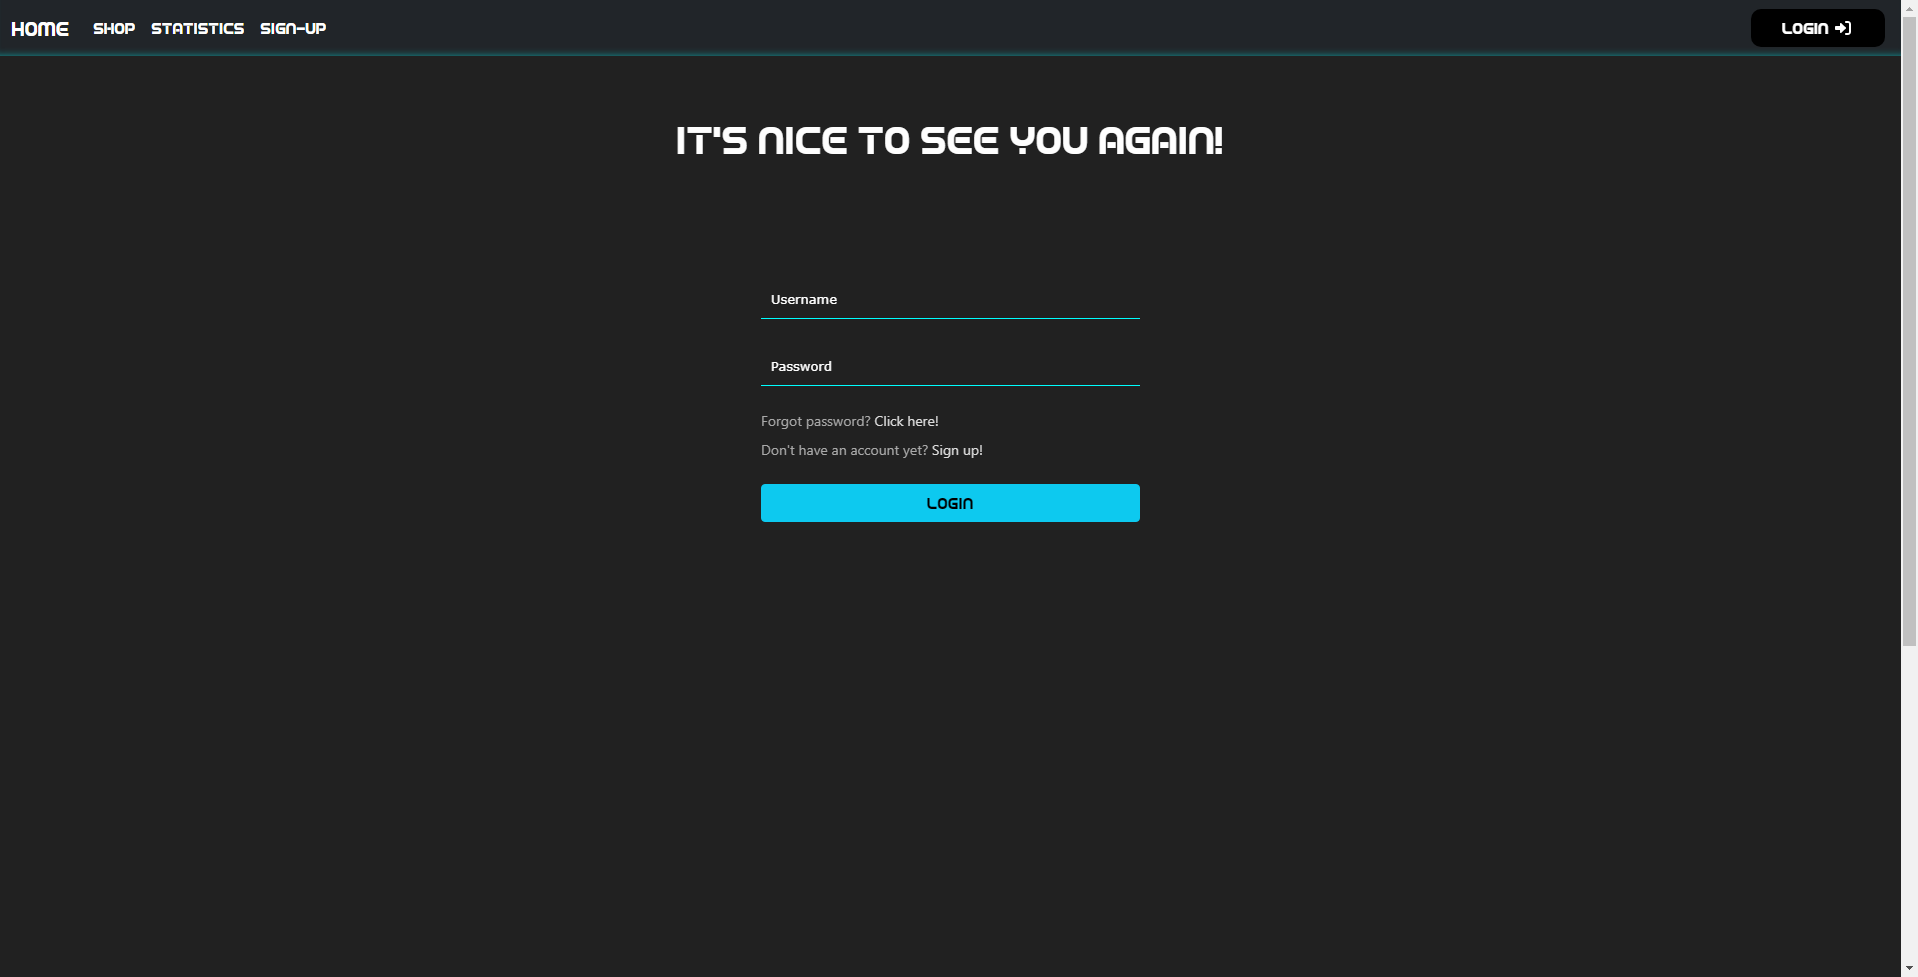 HOME SHOP STATISTICS SIGN-UP LOGIN
IT'S NICE TO SEE YOU AGAIN!
Username
Password
Forgot password? Click here!
Don't have an account yet? Sign up!
LOGIN